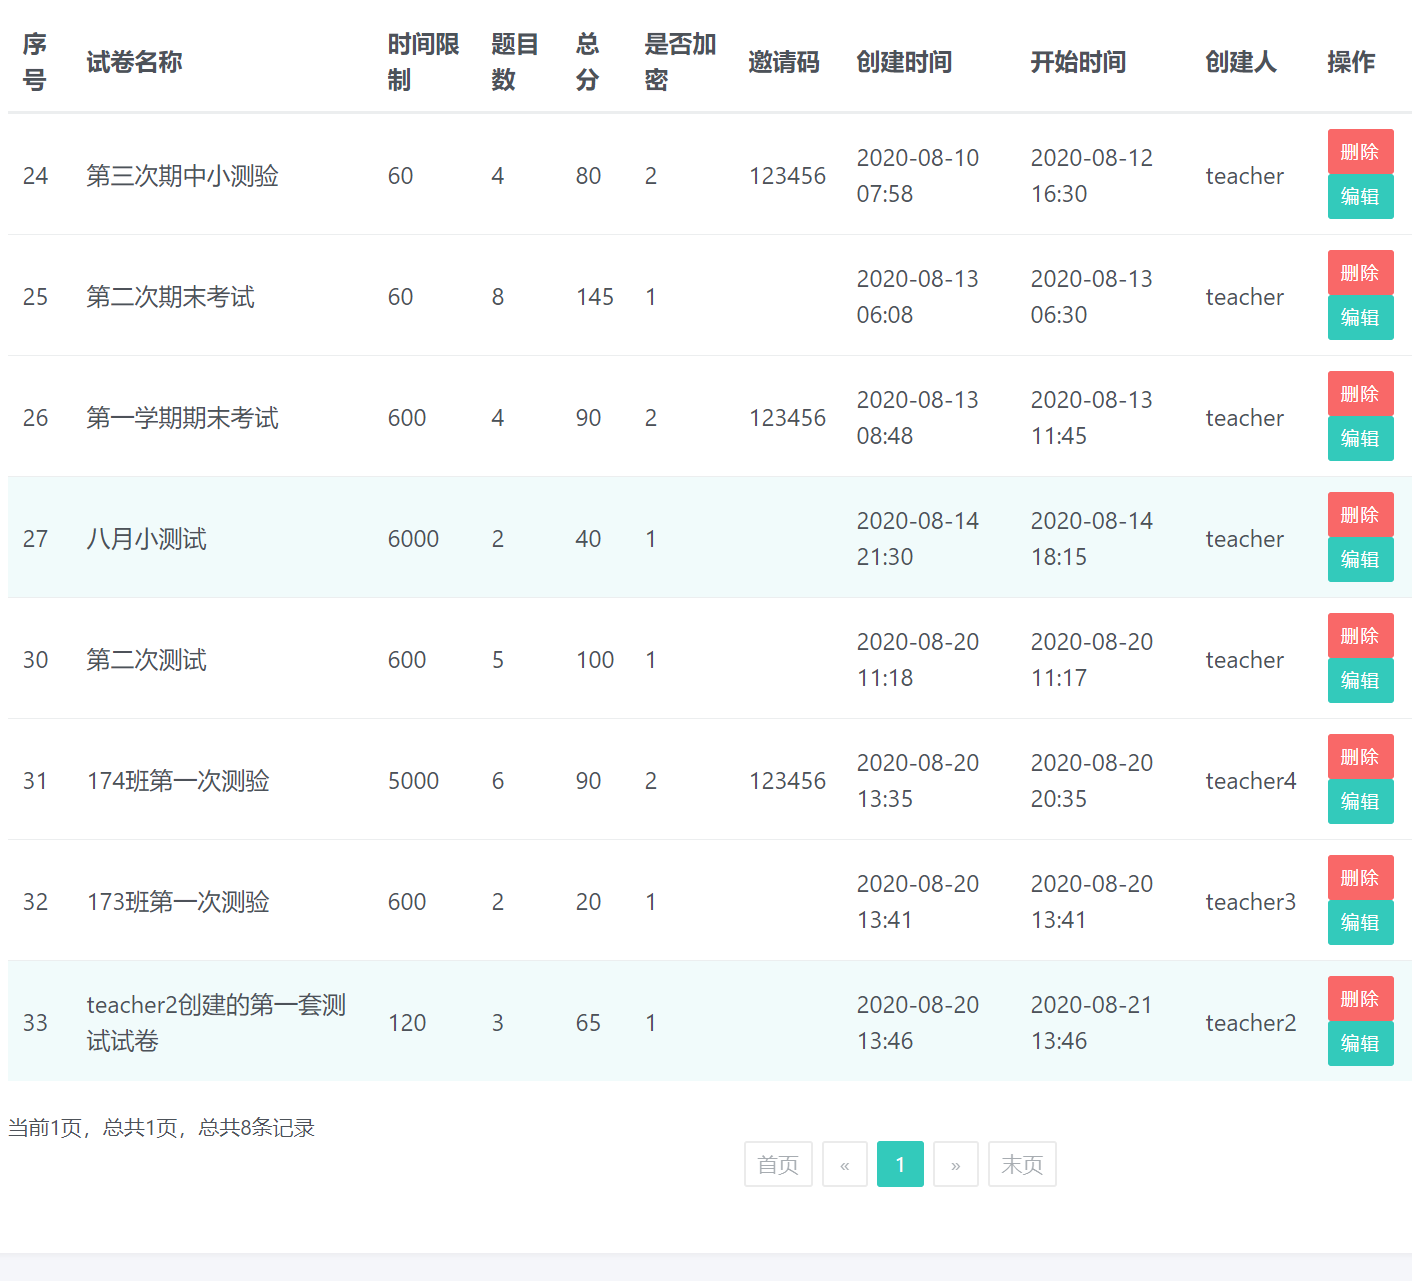 序号 试卷名称 时间限制 题目数 总分 是否加密 邀请码 创建时间 开始时间 创建人 操作
24 第三次期中小测验 60 4 80 2 123456 2020-08-10 07:58 2020-08-12 16:30 teacher 删除 编辑
25 第二次期末考试 60 8 145 1 2020-08-13 06:08 2020-08-13 06:30 teacher 删除 编辑
26 第一学期期末考试 600 4 90 2 123456 2020-08-13 08:48 2020-08-13 11:45 teacher 删除 编辑
27 八月小测试 6000 2 40 1 2020-08-14 21:30 2020-08-14 18:15 teacher 删除 编辑
30 第二次测试 600 5 100 1 2020-08-20 11:18 2020-08-20 11:17 teacher 删除 编辑
31 174班第一次测验 5000 6 90 2 123456 2020-08-20 13:35 2020-08-20 20:35 teacher4 删除 编辑
32 173班第一次测验 600 2 20 1 2020-08-20 13:41 2020-08-20 13:41 teacher3 删除 编辑
33 teacher2创建的第一套测试试卷 120 3 65 1 2020-08-20 13:46 2020-08-21 13:46 teacher2 删除 编辑
当前1页，总共1页，总共8条记录
首页 « 1 » 末页